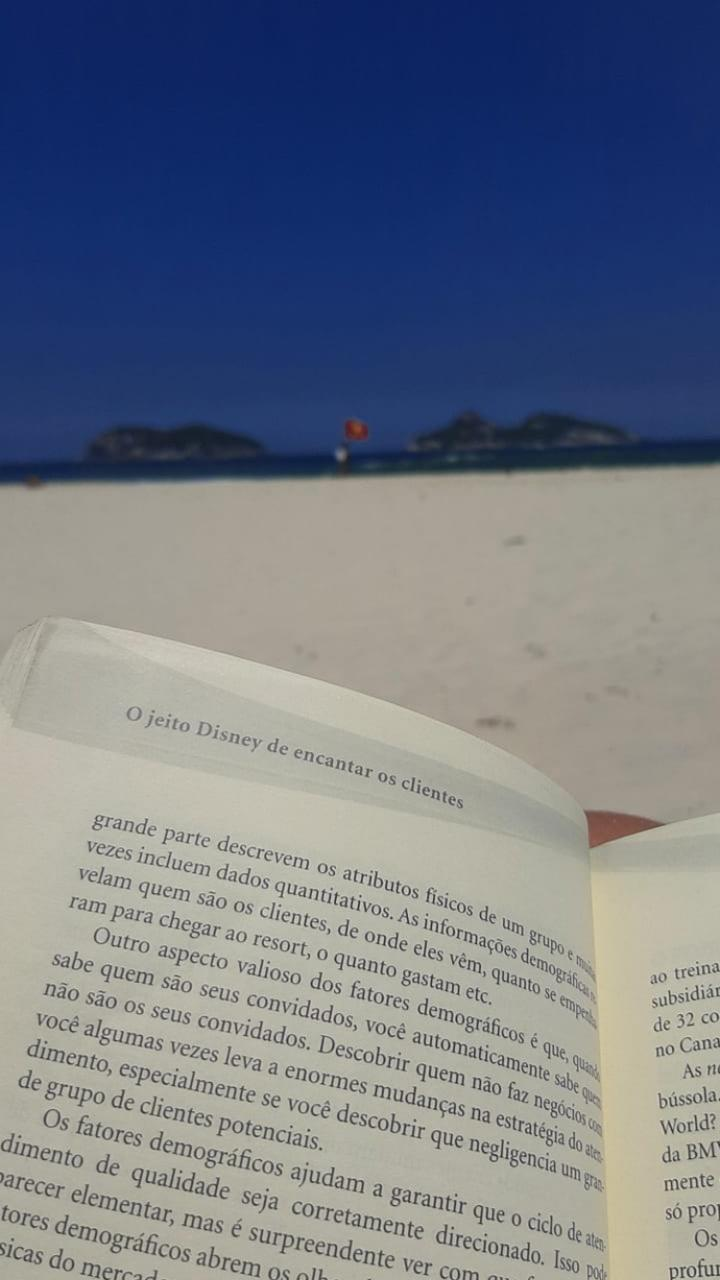 O jeito Disney de encantar os clientes
grande parte descrevem os atributos físicos de um grupo e
vezes incluem dados quantitativos. As informações demográficas
velam quem são os clientes, de onde eles vêm, quanto se
ram para chegar ao resort, o quanto gastam etc.
Outro aspecto valioso dos fatores demográficos é que, quando
sabe quem são seus convidados, você automaticamente sabe quem
não são os seus convidados. Descobrir quem não faz negócios com
você algumas vezes leva a enormes mudanças na estratégia do aten-
dimento, especialmente se você descobrir que negligencia um gran-
de grupo de clientes potenciais.
Os fatores demográficos ajudam a garantir que o ciclo de aten-
dimento de qualidade seja corretamente direcionado. Isso pode
parecer elementar, mas é surpreendente ver com
tores demográficos abrem os
sicas do
ao treina
subsidiár
de 32 co
no Cana
As
bússola.
World?
da BMW
mente
só prop
Os
profun